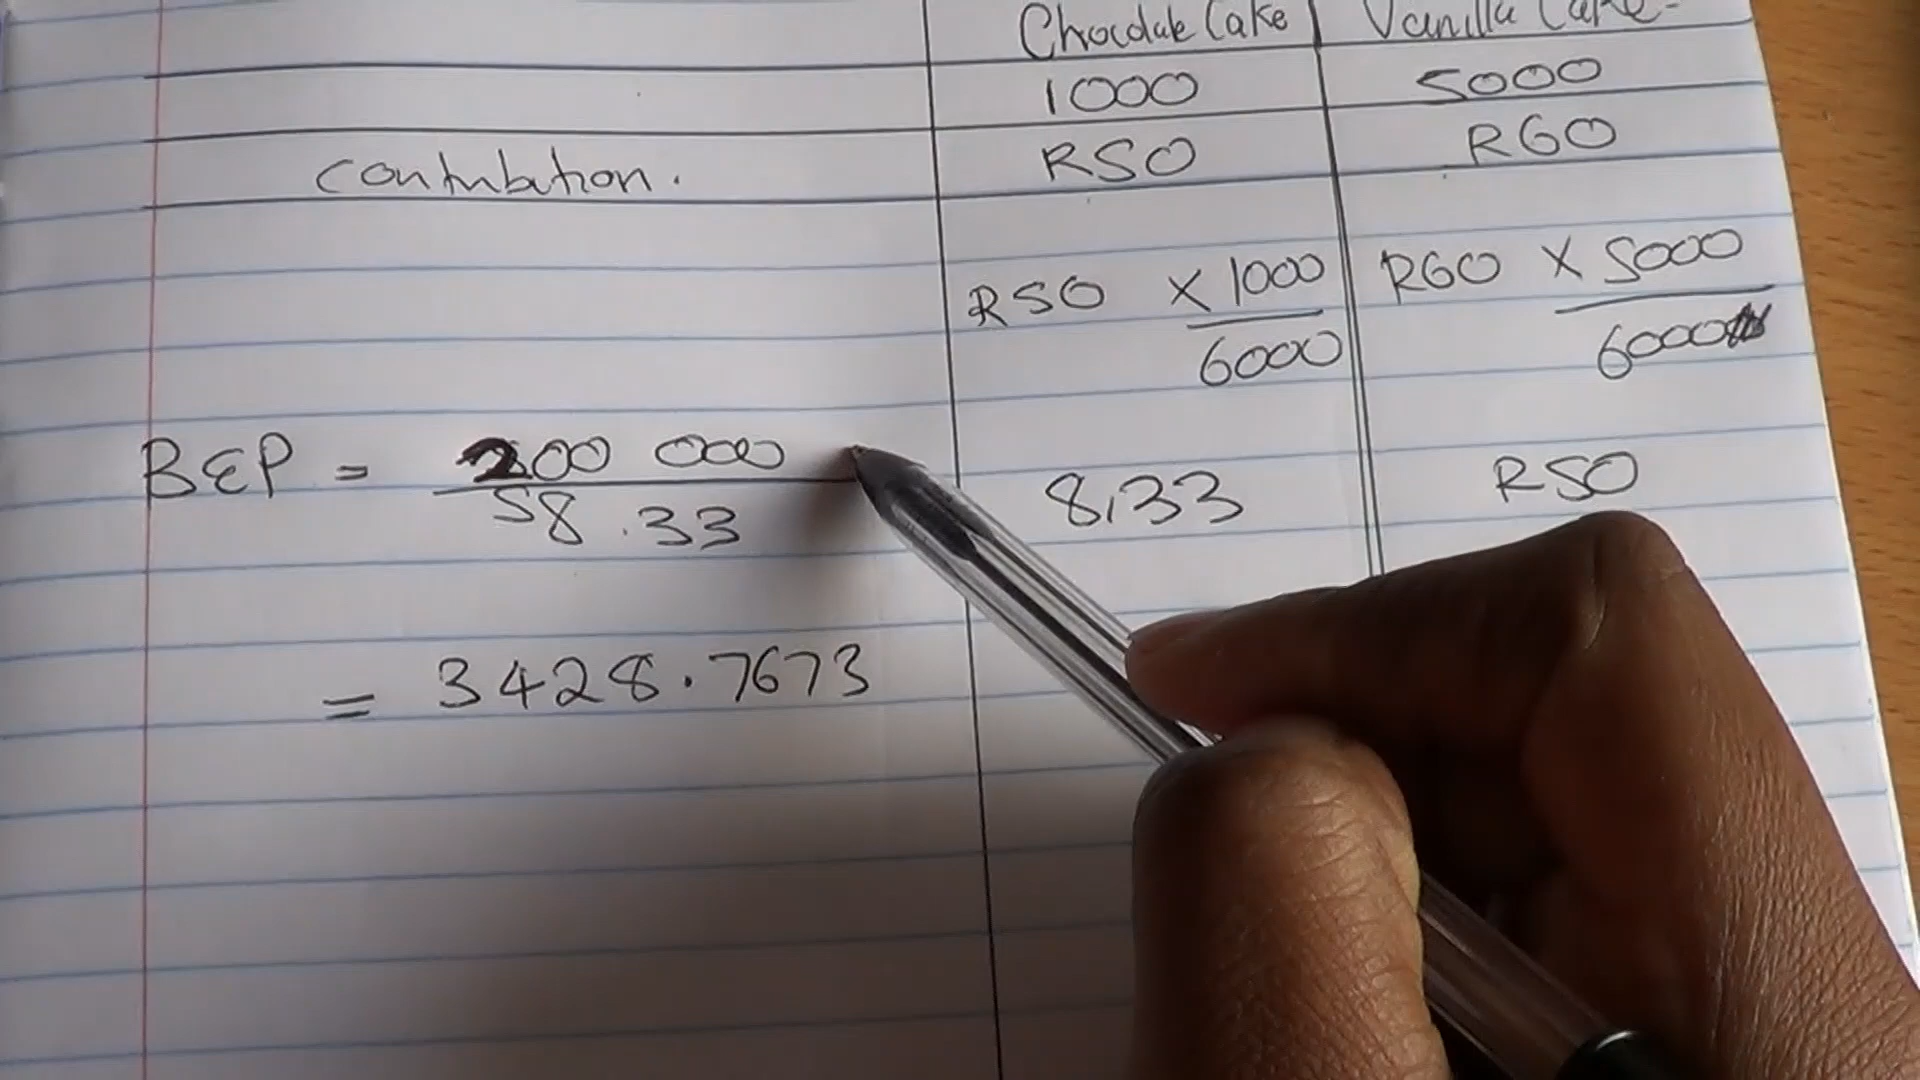 Chocolate Cake Vanilla Cake
1000 5000
contribution. R50 R60
R50 X 1000/6000 R60 X 5000/6000
BEP = 200 000/58.33 8,33 R50
= 3428.7673